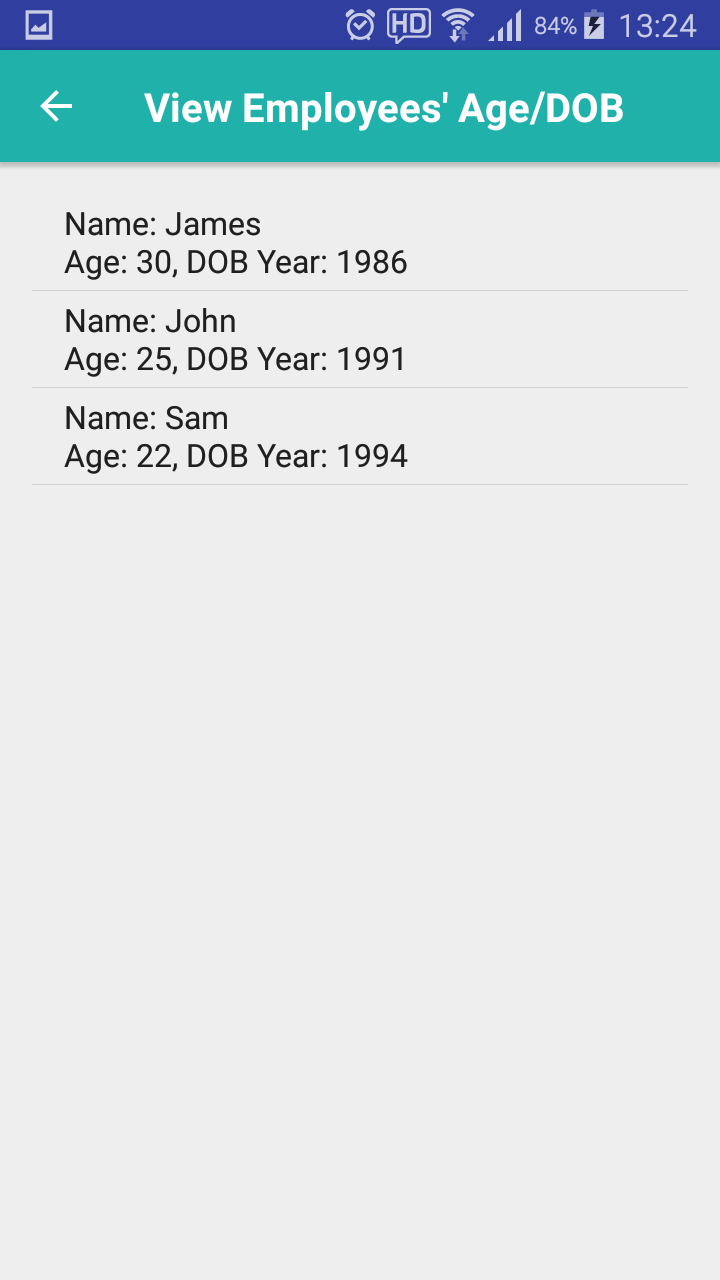 HD 84% 13:24
View Employees' Age/DOB
Name: James
Age: 30, DOB Year: 1986
Name: John
Age: 25, DOB Year: 1991
Name: Sam
Age: 22, DOB Year: 1994